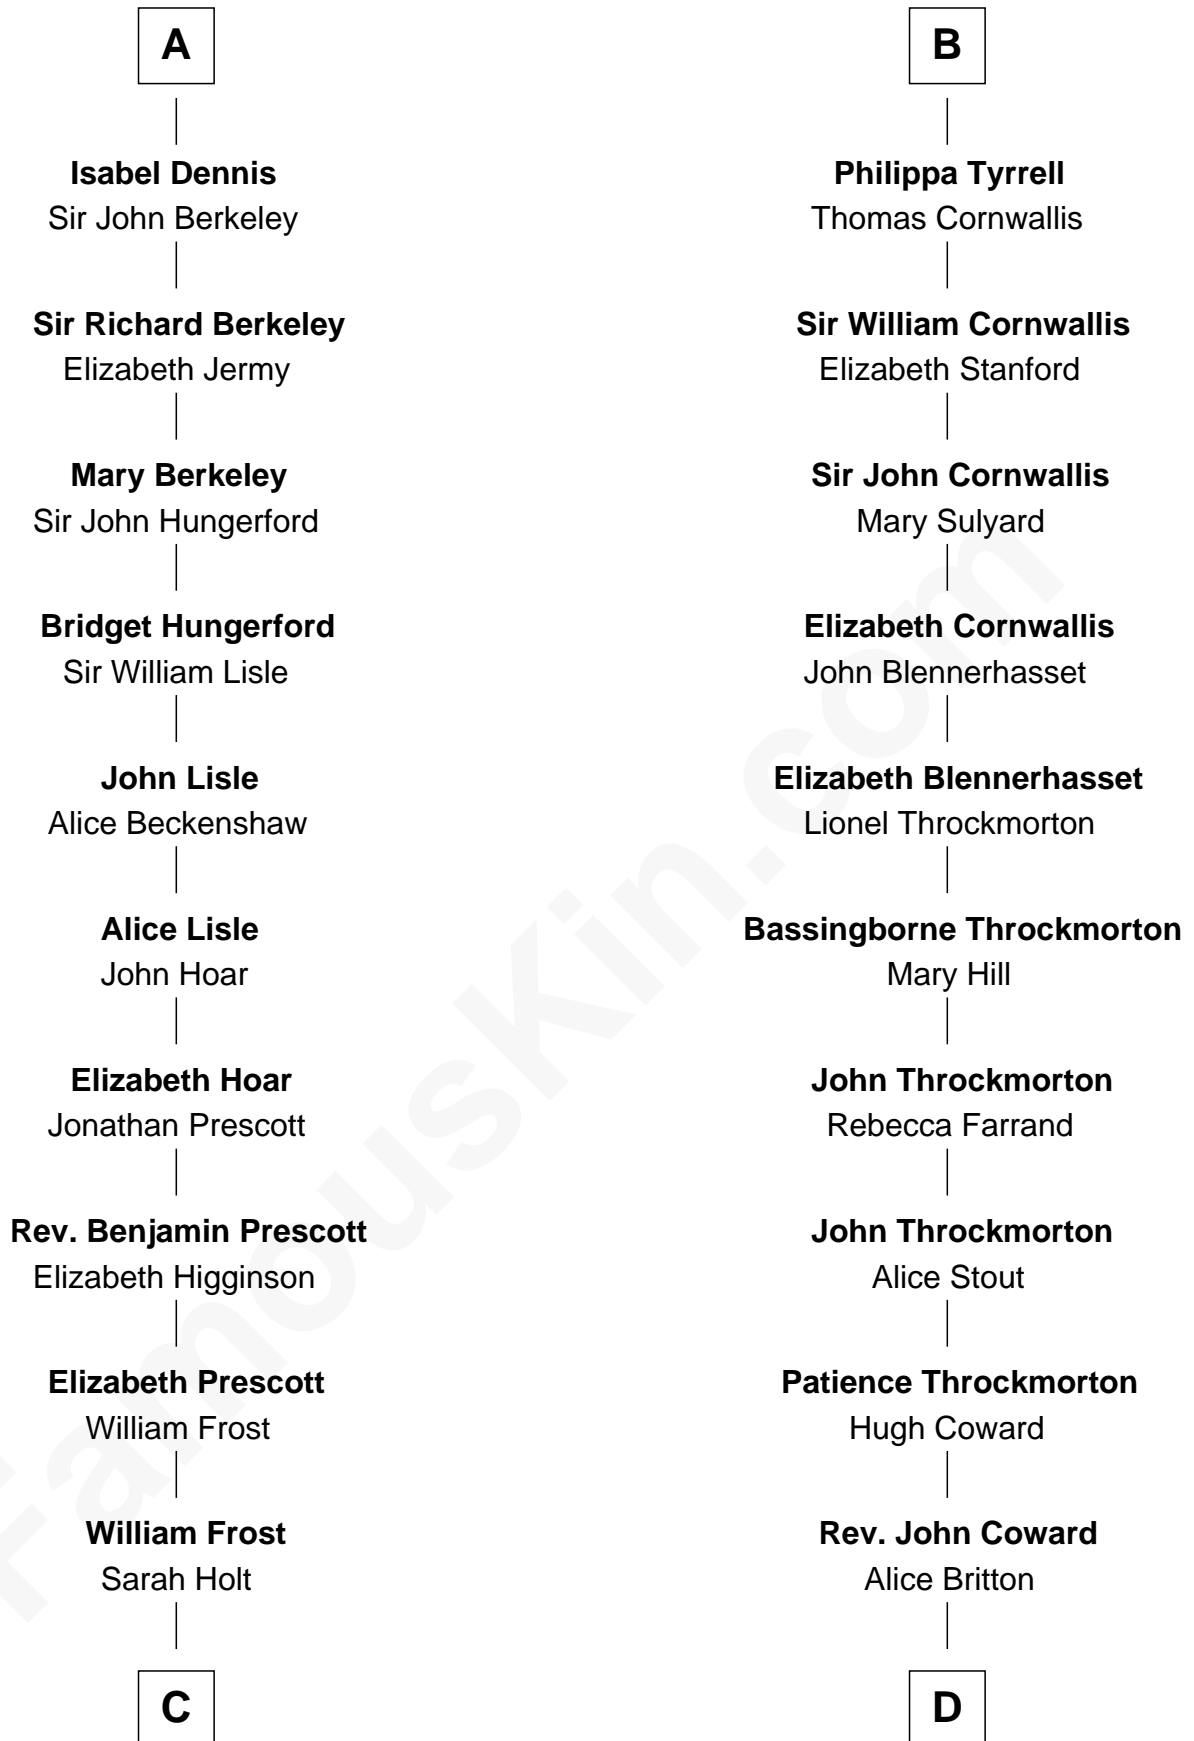 A
Isabel Dennis
Sir John Berkeley
Sir Richard Berkeley
Elizabeth Jermy
Mary Berkeley
Sir John Hungerford
Bridget Hungerford
Sir William Lisle
John Lisle
Alice Beckenshaw
Alice Lisle
John Hoar
Elizabeth Hoar
Jonathan Prescott
Rev. Benjamin Prescott
Elizabeth Higginson
Elizabeth Prescott
William Frost
William Frost
Sarah Holt
C
B
Philippa Tyrrell
Thomas Cornwallis
Sir William Cornwallis
Elizabeth Stanford
Sir John Cornwallis
Mary Sulyard
Elizabeth Cornwallis
John Blennerhasset
Elizabeth Blennerhasset
Lionel Throckmorton
Bassingborne Throckmorton
Mary Hill
John Throckmorton
Rebecca Farrand
John Throckmorton
Alice Stout
Patience Throckmorton
Hugh Coward
Rev. John Coward
Alice Britton
D
FamousKin.com